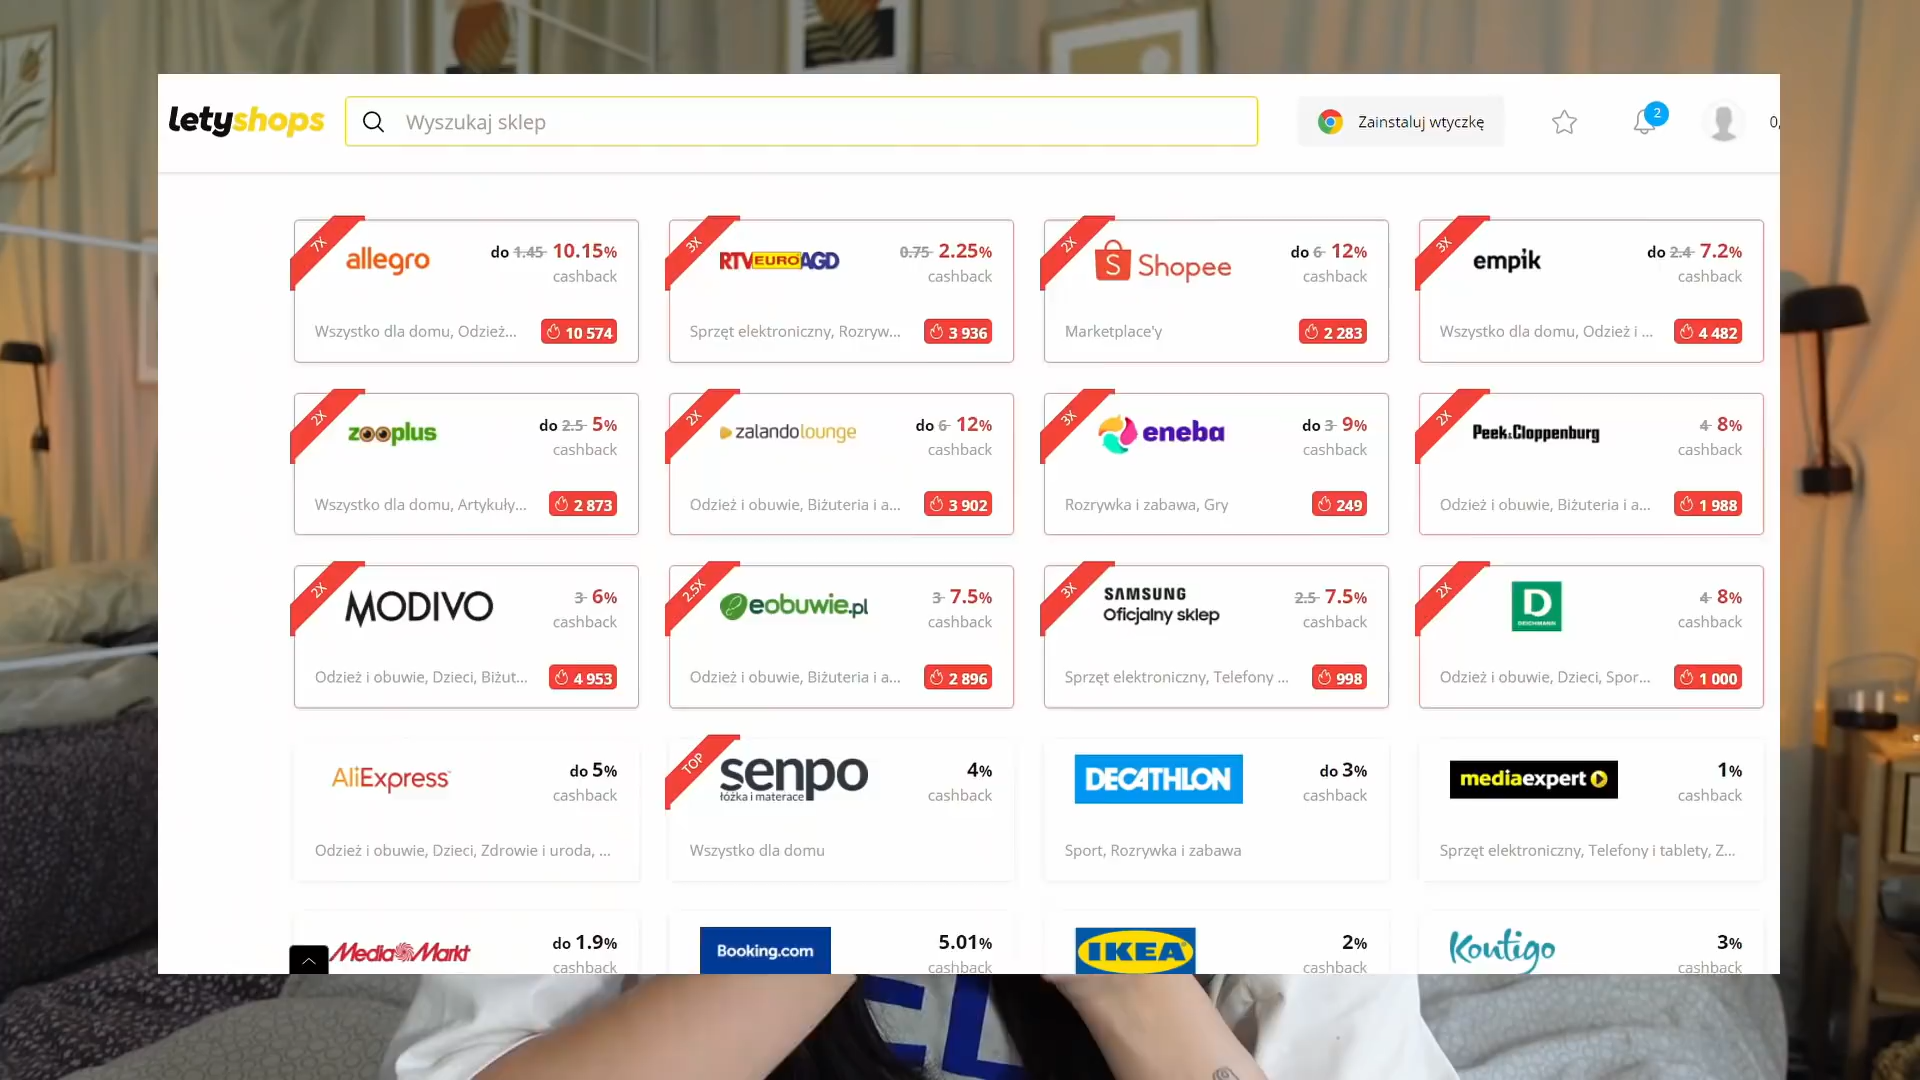 letyshops
Wyszukaj sklep
Zainstaluj wtyczkę
2
0,
7X
allegro
do 1.45 10.15%
cashback
Wszystko dla domu, Odzież...
10 574
3X
RTV EURO AGD
0.75 2.25%
cashback
Sprzęt elektroniczny, Rozryw...
3 936
2X
Shopee
do 6 12%
cashback
Marketplace'y
2 283
3X
empik
do 2.4 7.2%
cashback
Wszystko dla domu, Odzież i ...
4 482
2X
zooplus
do 2.5 5%
cashback
Wszystko dla domu, Artykuły...
2 873
2X
zalandolounge
do 6 12%
cashback
Odzież i obuwie, Biżuteria i a...
3 902
3X
eneba
do 3 9%
cashback
Rozrywka i zabawa, Gry
249
2X
Peek&Cloppenburg
4 8%
cashback
Odzież i obuwie, Biżuteria i a...
1 988
2X
MODIVO
3 6%
cashback
Odzież i obuwie, Dzieci, Biżut...
4 953
2.5X
eobuwie.pl
3 7.5%
cashback
Odzież i obuwie, Biżuteria i a...
2 896
3X
SAMSUNG
Oficjalny sklep
2.5 7.5%
cashback
Sprzęt elektroniczny, Telefony ...
998
2X
D
DEICHMANN
4 8%
cashback
Odzież i obuwie, Dzieci, Spor...
1 000
AliExpress
do 5%
cashback
Odzież i obuwie, Dzieci, Zdrowie i uroda, ...
TOP
senpo
łóżka i materace
4%
cashback
Wszystko dla domu
DECATHLON
do 3%
cashback
Sport, Rozrywka i zabawa
mediaexpert
1%
cashback
Sprzęt elektroniczny, Telefony i tablety, Z...
Media Markt
do 1.9%
cashback
Booking.com
5.01%
cashback
IKEA
2%
cashback
Kontigo
3%
cashback
EL